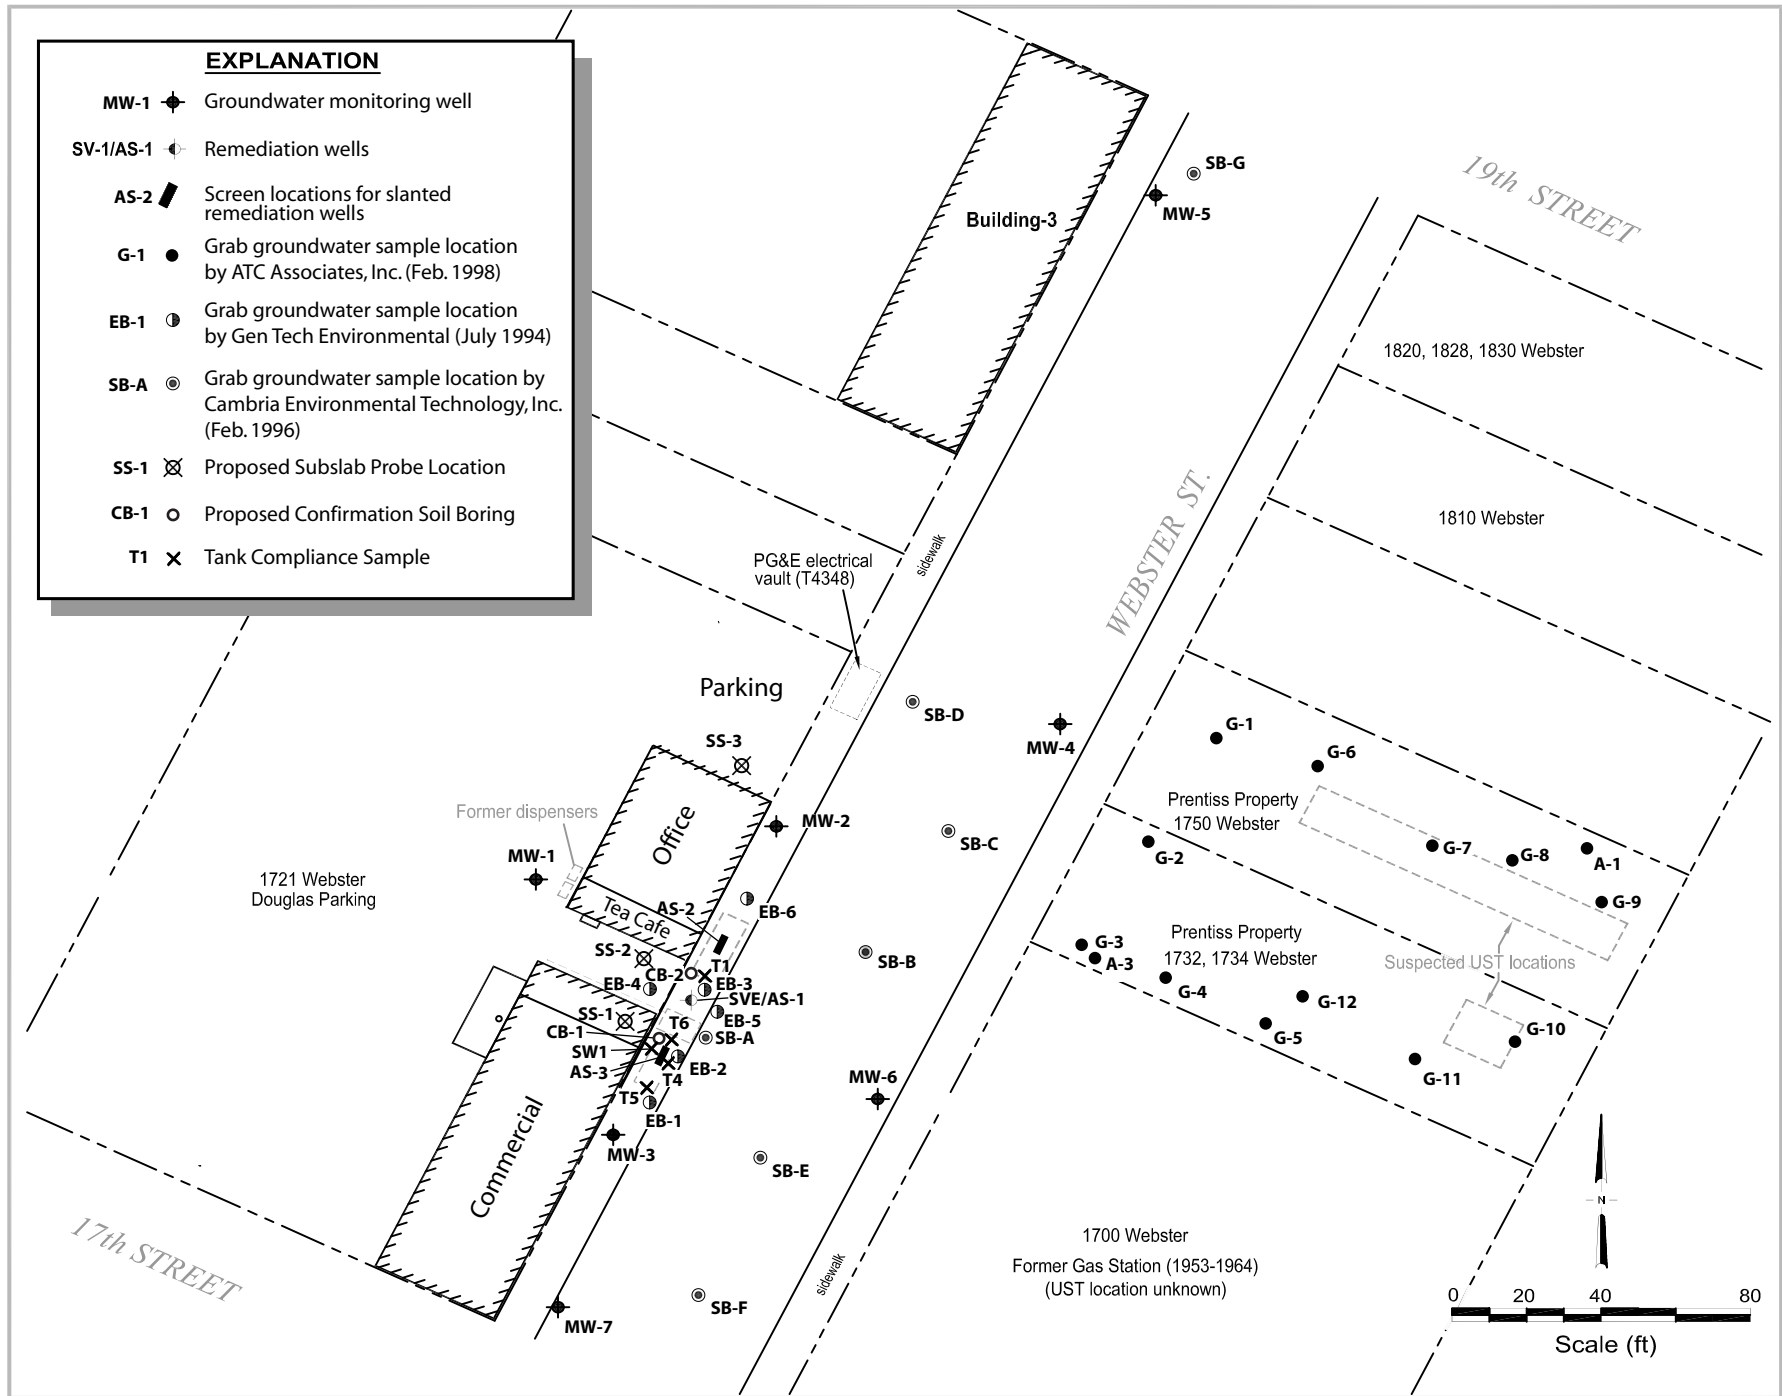 EXPLANATION
MW-1 Groundwater monitoring well
SV-1/AS-1 Remediation wells
AS-2 Screen locations for slanted
remediation wells
G-1 Grab groundwater sample location
by ATC Associates, Inc. (Feb. 1998)
EB-1 Grab groundwater sample location
by Gen Tech Environmental (July 1994)
SB-A Grab groundwater sample location by
Cambria Environmental Technology, Inc.
(Feb. 1996)
SS-1 Proposed Subslab Probe Location
CB-1 Proposed Confirmation Soil Boring
T1 Tank Compliance Sample
SB-G
MW-5
Building-3
19th STREET
1820, 1828, 1830 Webster
1810 Webster
WEBSTER ST.
sidewalk
PG&E electrical
vault (T4348)
Parking
SB-D
MW-4
G-1
G-6
SS-3
Office
Former dispensers
MW-1
MW-2
SB-C
Prentiss Property
1750 Webster
G-2
G-7
G-8
A-1
G-9
1721 Webster
Douglas Parking
Tea Cafe
AS-2
EB-6
SS-2
CB-2
T1
EB-4
EB-3
SVE/AS-1
EB-5
SS-1
T6
CB-1
SB-A
SW1
AS-3
EB-2
T4
T5
EB-1
MW-3
SB-B
G-3
A-3
Prentiss Property
1732, 1734 Webster
G-4
G-12
G-5
Suspected UST locations
G-10
G-11
MW-6
SB-E
Commercial
17th STREET
MW-7
SB-F
sidewalk
1700 Webster
Former Gas Station (1953-1964)
(UST location unknown)
N
0 20 40 80
Scale (ft)